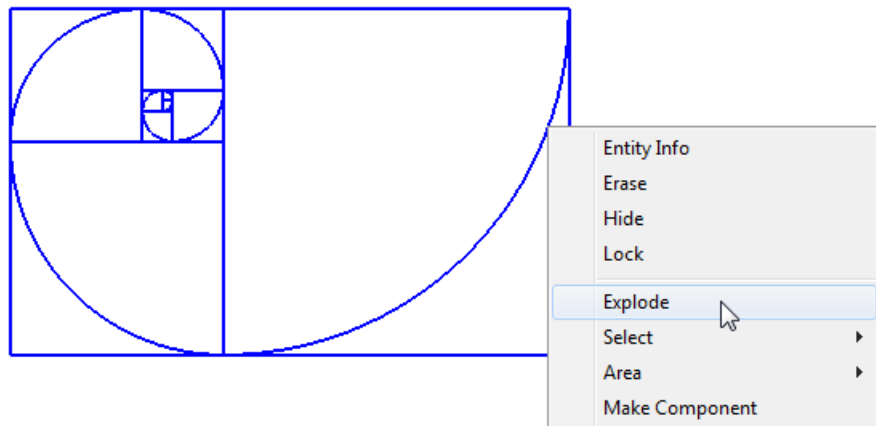 Entity Info
Erase
Hide
Lock
Explode
Select
Area
Make Component